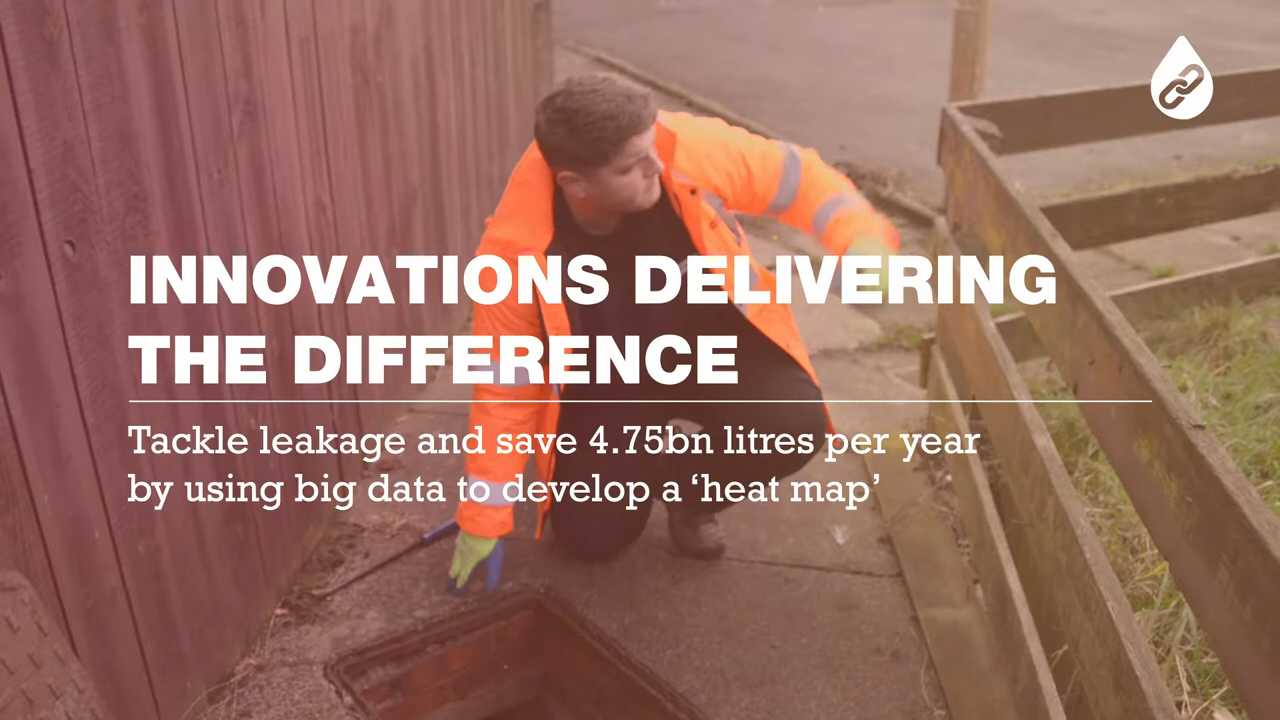 INNOVATIONS DELIVERING
THE DIFFERENCE
Tackle leakage and save 4.75bn litres per year
by using big data to develop a ‘heat map’